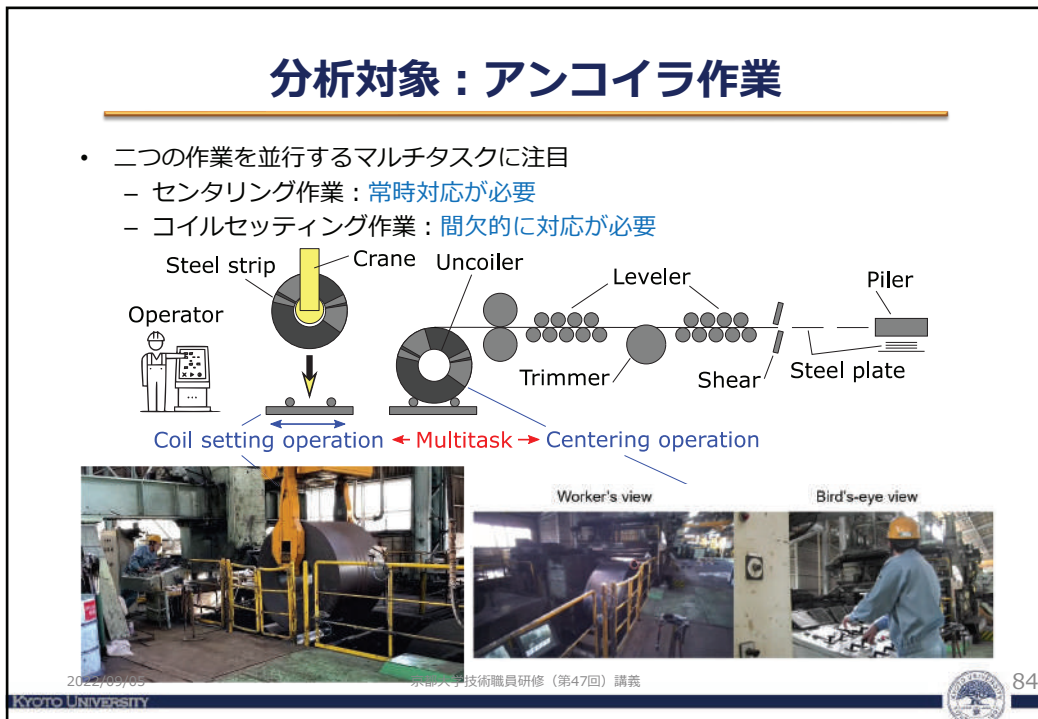 分析対象：アンコイラ作業
• 二つの作業を並行するマルチタスクに注目
– センタリング作業：常時対応が必要
– コイルセッティング作業：間欠的に対応が必要
Steel strip
Crane
Uncoiler
Leveler
Piler
Operator
Trimmer
Shear
Steel plate
Coil setting operation
Multitask
Centering operation
Worker's view
Bird's-eye view
2022/09/05
京都大学技術職員研修（第47回）講義
84
KYOTO UNIVERSITY